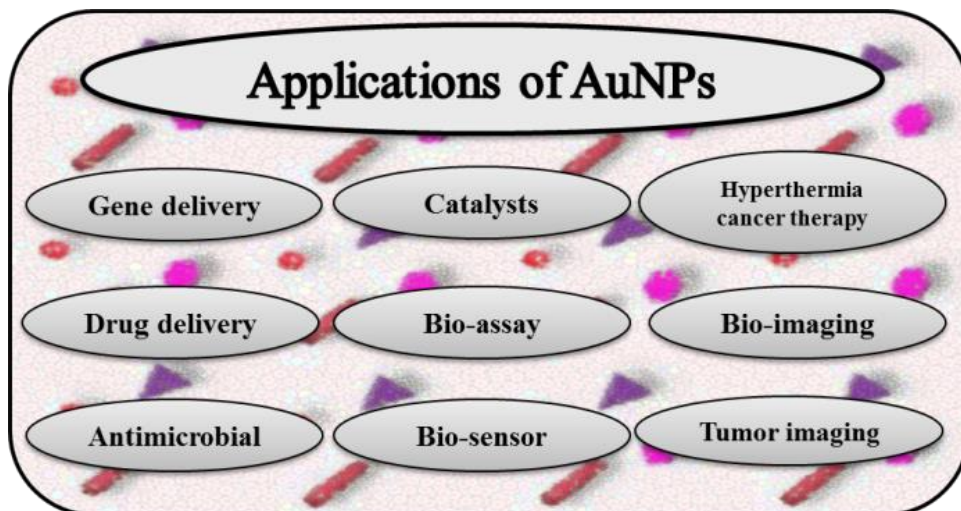 Applications of AuNPs
Gene delivery
Catalysts
Hyperthermia
cancer therapy
Drug delivery
Bio-assay
Bio-imaging
Antimicrobial
Bio-sensor
Tumor imaging